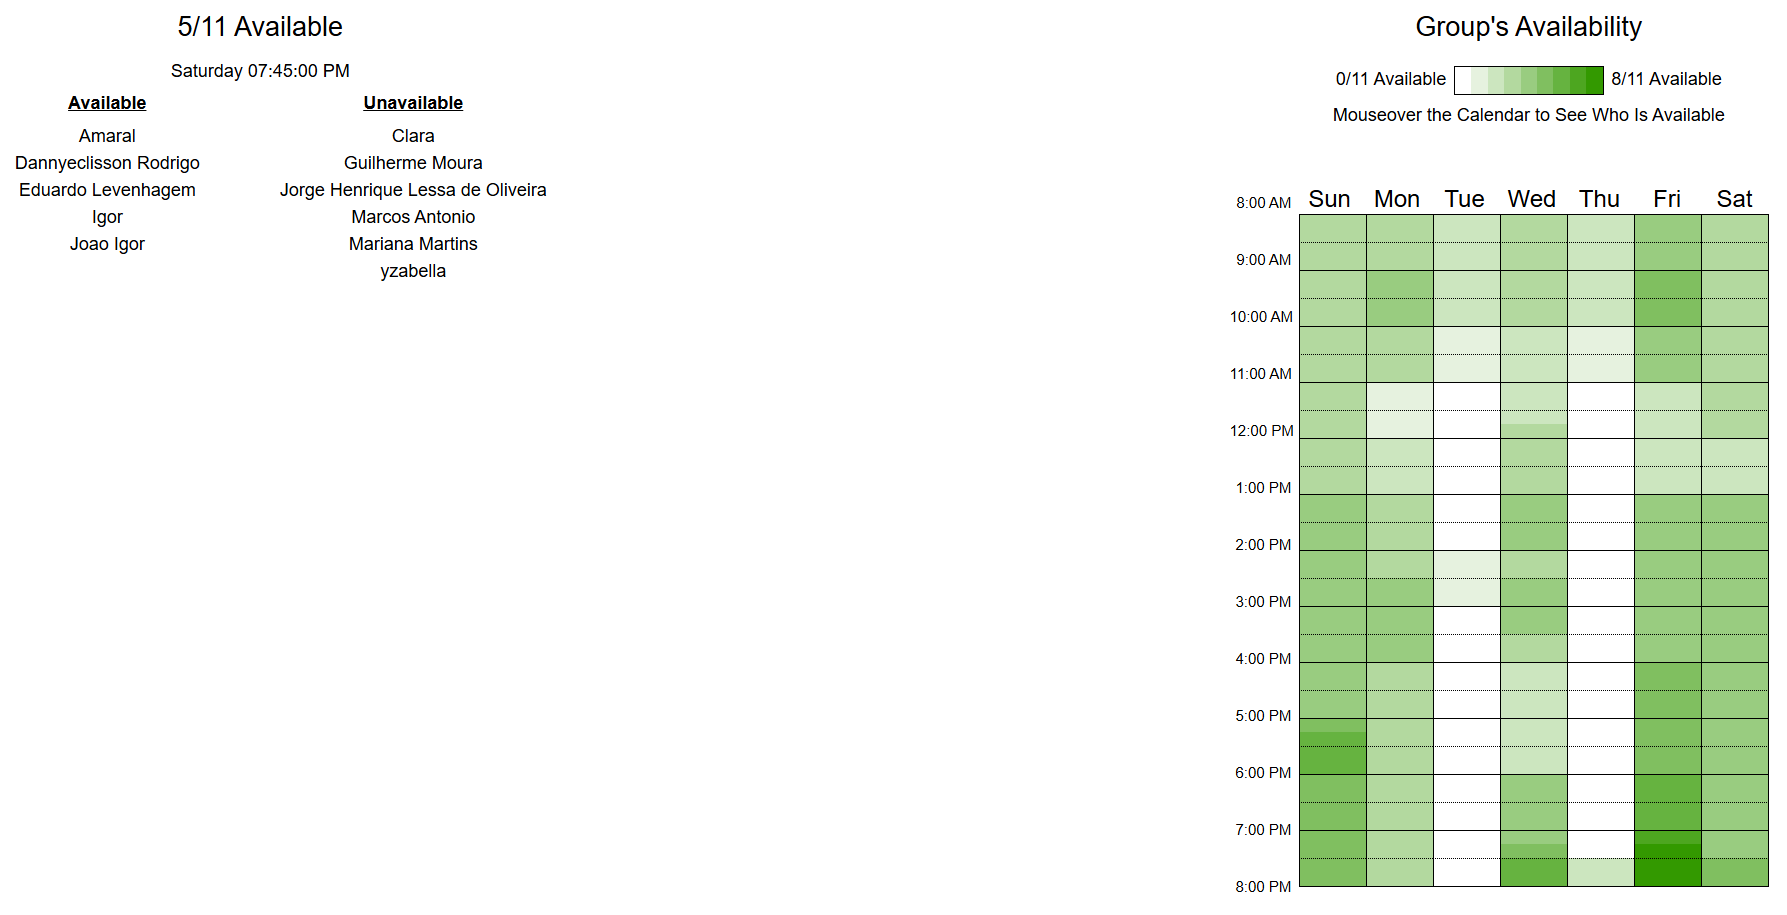 5/11 Available
Saturday 07:45:00 PM
Available
Unavailable
Amaral
Clara
Dannyeclisson Rodrigo
Guilherme Moura
Eduardo Levenhagem
Jorge Henrique Lessa de Oliveira
Igor
Marcos Antonio
Joao Igor
Mariana Martins
yzabella
Group's Availability
0/11 Available
8/11 Available
Mouseover the Calendar to See Who Is Available
Sun Mon Tue Wed Thu Fri Sat
8:00 AM
9:00 AM
10:00 AM
11:00 AM
12:00 PM
1:00 PM
2:00 PM
3:00 PM
4:00 PM
5:00 PM
6:00 PM
7:00 PM
8:00 PM